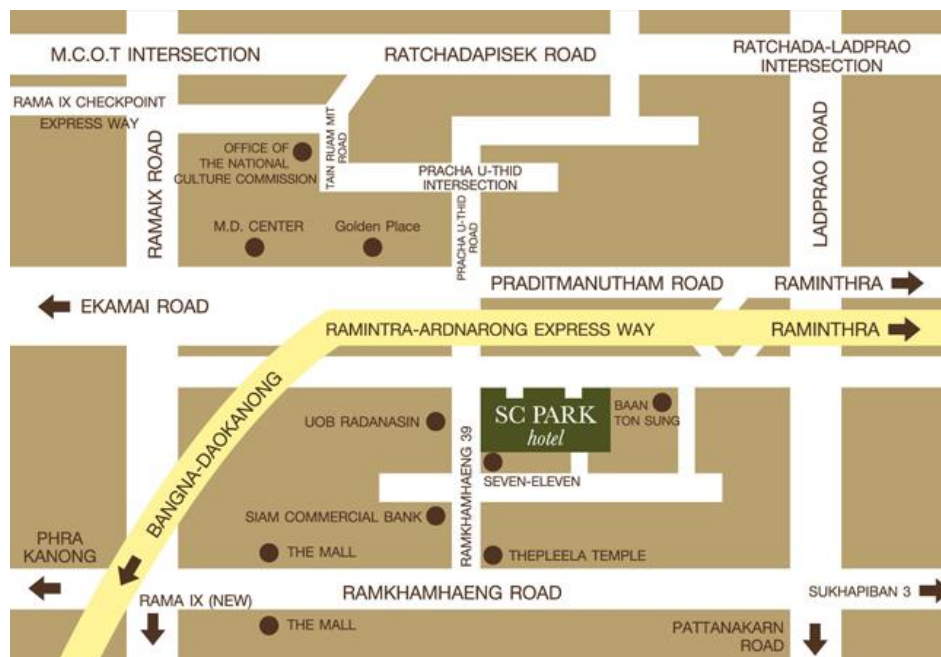 M.C.O.T INTERSECTION
RATCHADAPISEK ROAD
RATCHADA-LADPRAO
INTERSECTION
RAMA IX CHECKPOINT
EXPRESS WAY
RAMAIX ROAD
OFFICE OF
THE NATIONAL
CULTURE COMMISSION
TAIN RUAM MIT
ROAD
PRACHA U-THID
INTERSECTION
LADPRAO ROAD
M.D. CENTER
Golden Place
PRACHA U-THID
ROAD
PRADITMANUTHAM ROAD
RAMINTHRA
EKAMAI ROAD
RAMINTRA-ARDNARONG EXPRESS WAY
RAMINTHRA
BANGNA-DAOKANONG
UOB RADANASIN
RAMKHAMHAENG 39
SC PARK
hotel
BAAN
TON SUNG
SEVEN-ELEVEN
SIAM COMMERCIAL BANK
PHRA
KANONG
THE MALL
THEPLEELA TEMPLE
RAMA IX (NEW)
RAMKHAMHAENG ROAD
SUKHAPIBAN 3
THE MALL
PATTANAKARN
ROAD